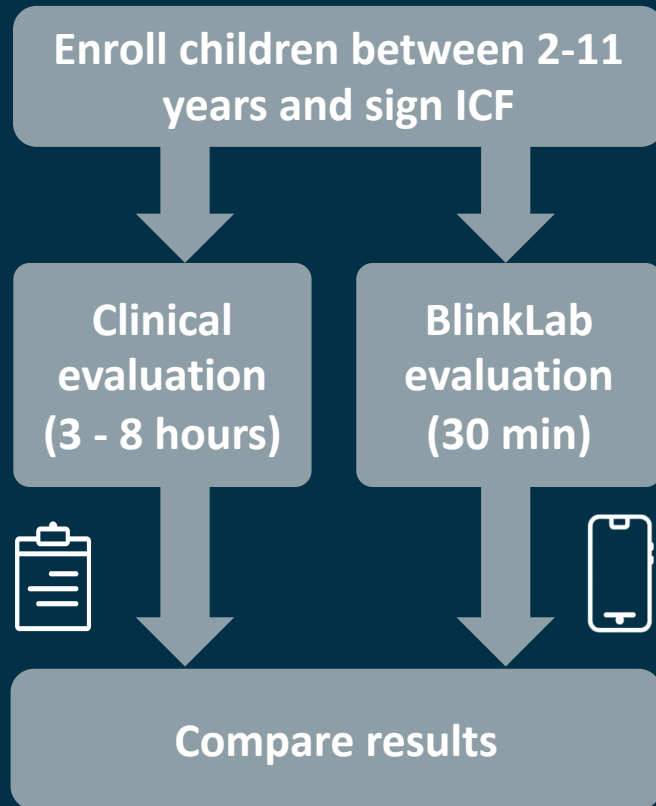 Enroll children between 2-11
years and sign ICF
Clinical
evaluation
(3 - 8 hours)
BlinkLab
evaluation
(30 min)
Compare results